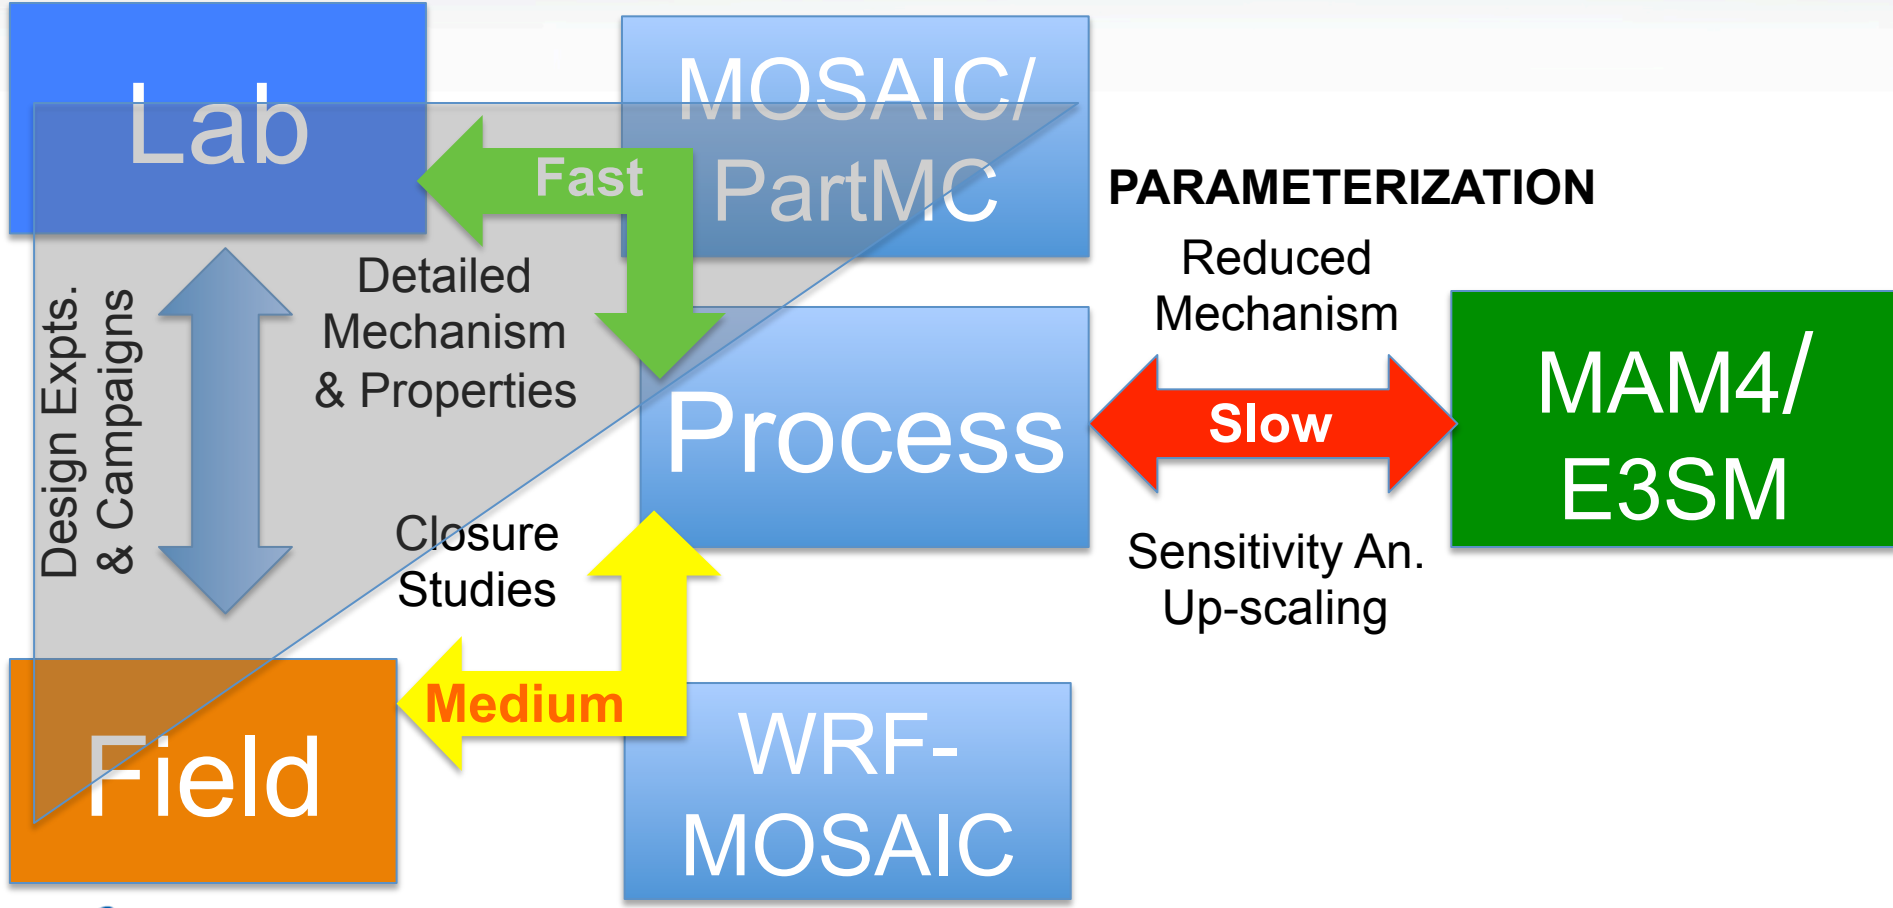 Lab
MOSAIC/
PartMC
Fast
PARAMETERIZATION
Reduced
Mechanism
Detailed
Mechanism
& Properties
Design Expts.
& Campaigns
Process
Slow
MAM4/
E3SM
Closure
Studies
Sensitivity An.
Up-scaling
Medium
Field
WRF-
MOSAIC